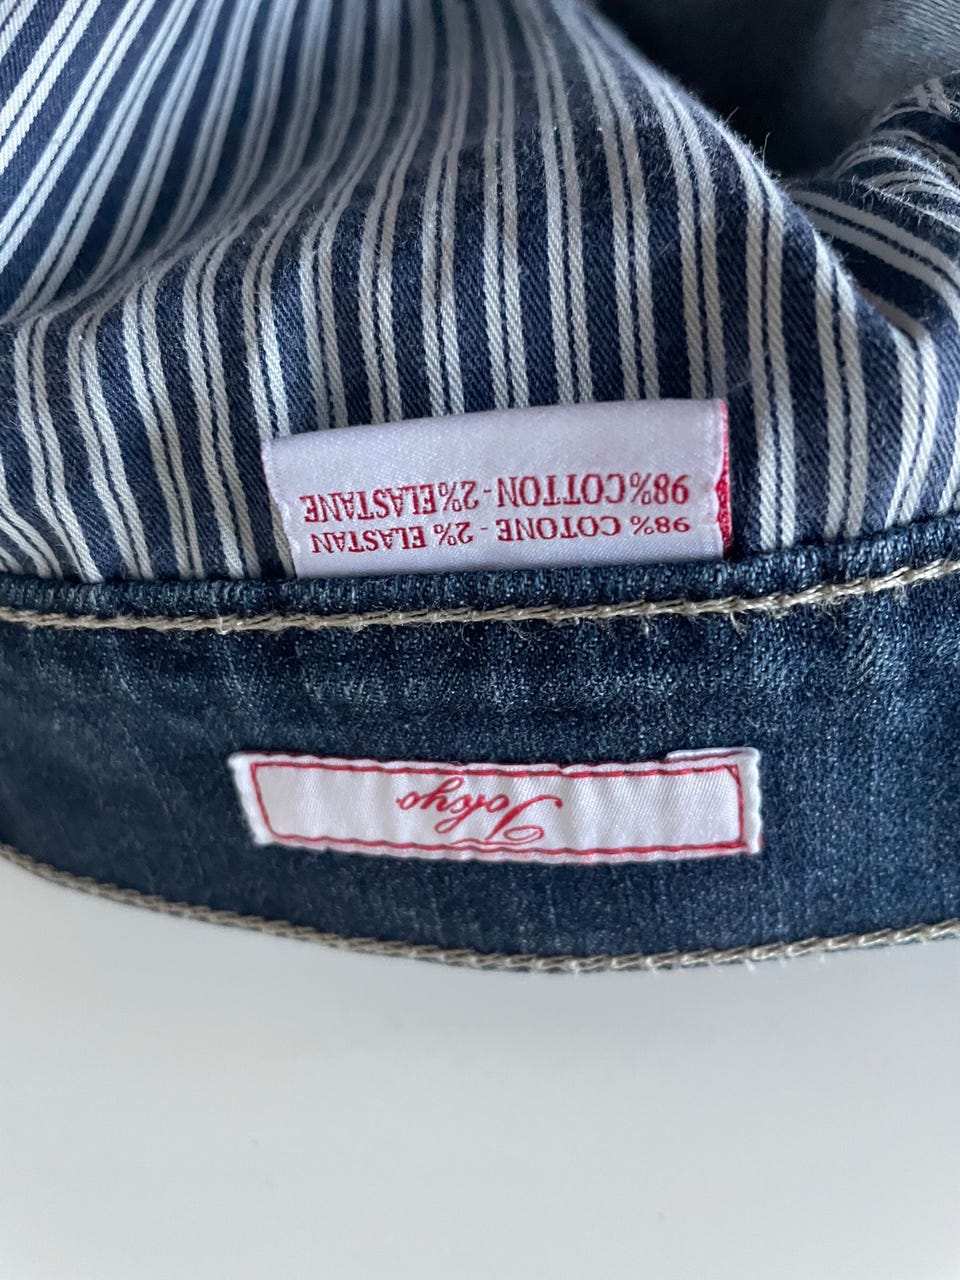 Tokyo
98% COTONE - 2% ELASTAN
98%COTTON - 2%ELASTANE